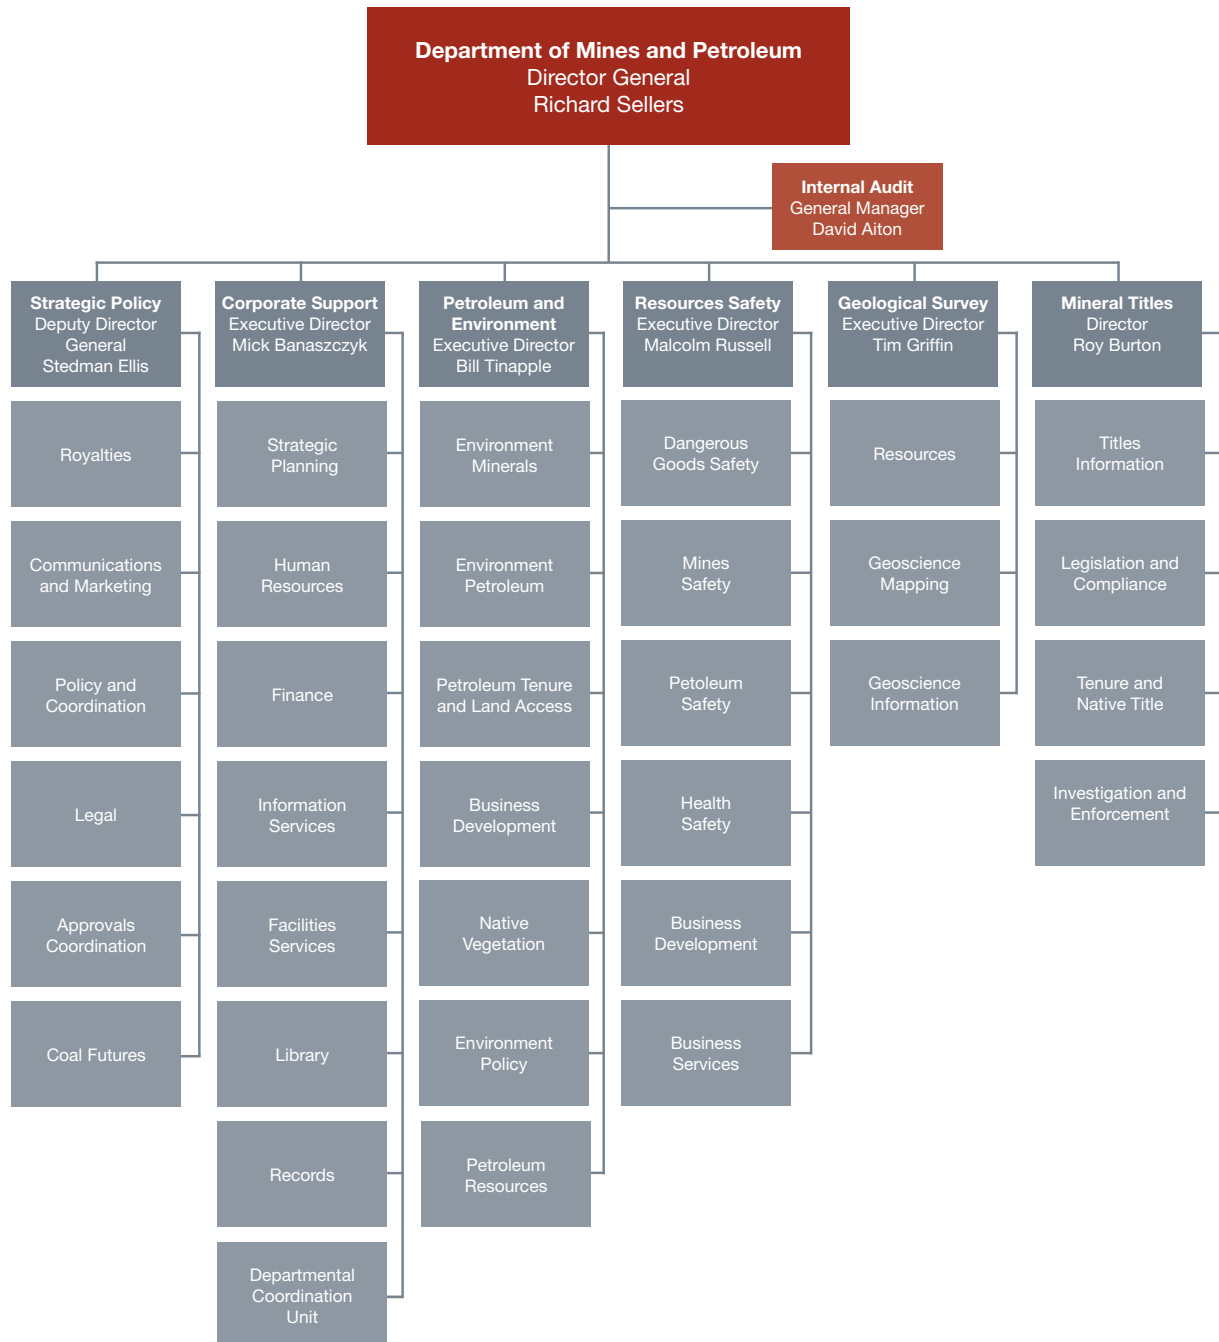 Department of Mines and Petroleum
Director General
Richard Sellers
Internal Audit
General Manager
David Aiton
Strategic Policy
Deputy Director
General
Stedman Ellis
Royalties
Communications
and Marketing
Policy and
Coordination
Legal
Approvals
Coordination
Coal Futures
Corporate Support
Executive Director
Mick Banaszczyk
Strategic
Planning
Human
Resources
Finance
Information
Services
Facilities
Services
Library
Records
Departmental
Coordination
Unit
Petroleum and
Environment
Executive Director
Bill Tinapple
Environment
Minerals
Environment
Petroleum
Petroleum Tenure
and Land Access
Business
Development
Native
Vegetation
Environment
Policy
Petroleum
Resources
Resources Safety
Executive Director
Malcolm Russell
Dangerous
Goods Safety
Mines
Safety
Petoleum
Safety
Health
Safety
Business
Development
Business
Services
Geological Survey
Executive Director
Tim Griffin
Resources
Geoscience
Mapping
Geoscience
Information
Mineral Titles
Director
Roy Burton
Titles
Information
Legislation and
Compliance
Tenure and
Native Title
Investigation and
Enforcement